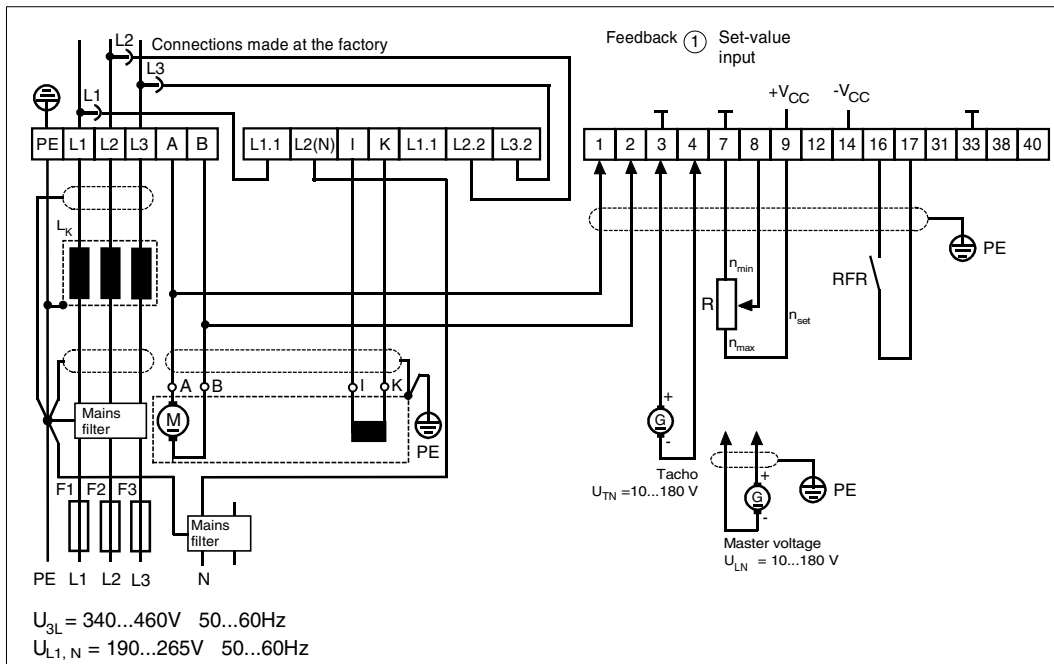 L2 Connections made at the factory
Feedback 1 Set-value
input
L3
L1
+VCC -VCC
PE L1 L2 L3 A B
L1.1 L2(N) I K L1.1 L2.2 L3.2
1 2 3 4 7 8 9 12 14 16 17 31 33 38 40
LK
PE
nmin
RFR
R
nset
nmax
A B I K
M
PE
Mains
filter
+
G
-
Tacho
UTN =10...180 V
+
G
-
PE
Master voltage
ULN = 10...180 V
F1 F2 F3
Mains
filter
PE L1 L2 L3 N
U3L = 340...460V 50...60Hz
UL1, N = 190...265V 50...60Hz